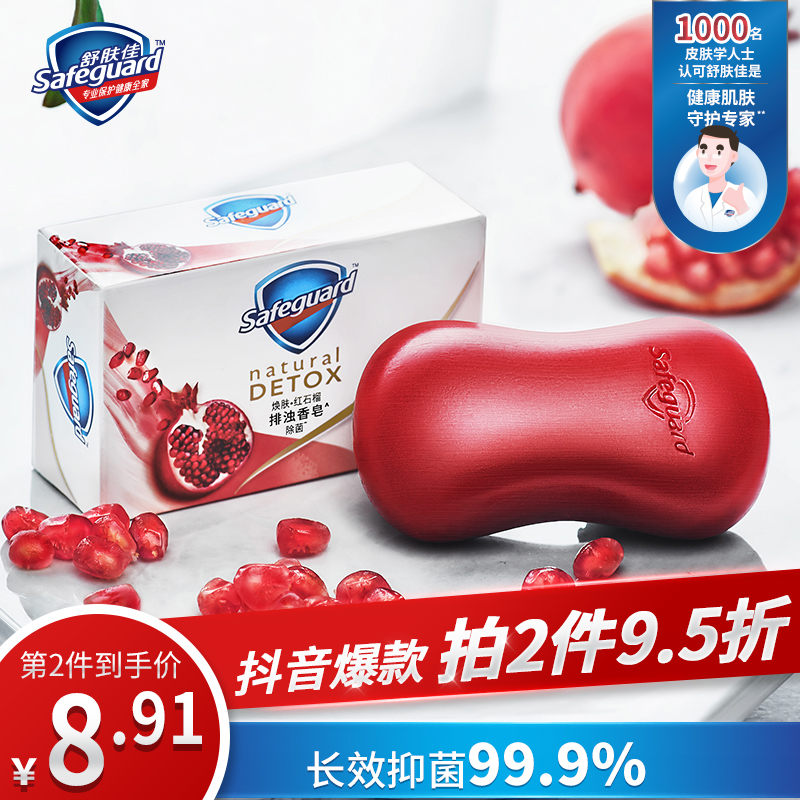 舒肤佳
Safeguard™
专业保护健康全家
1000名
皮肤学人士
认可舒肤佳是
健康肌肤
守护专家**
Safeguard™
Safeguard™
natural
DETOX
焕肤·红石榴
排浊香皂^
除菌*
Safeguard
Safeguard
抖音爆款 拍2件9.5折
第2件到手价
¥8.91
长效抑菌99.9%